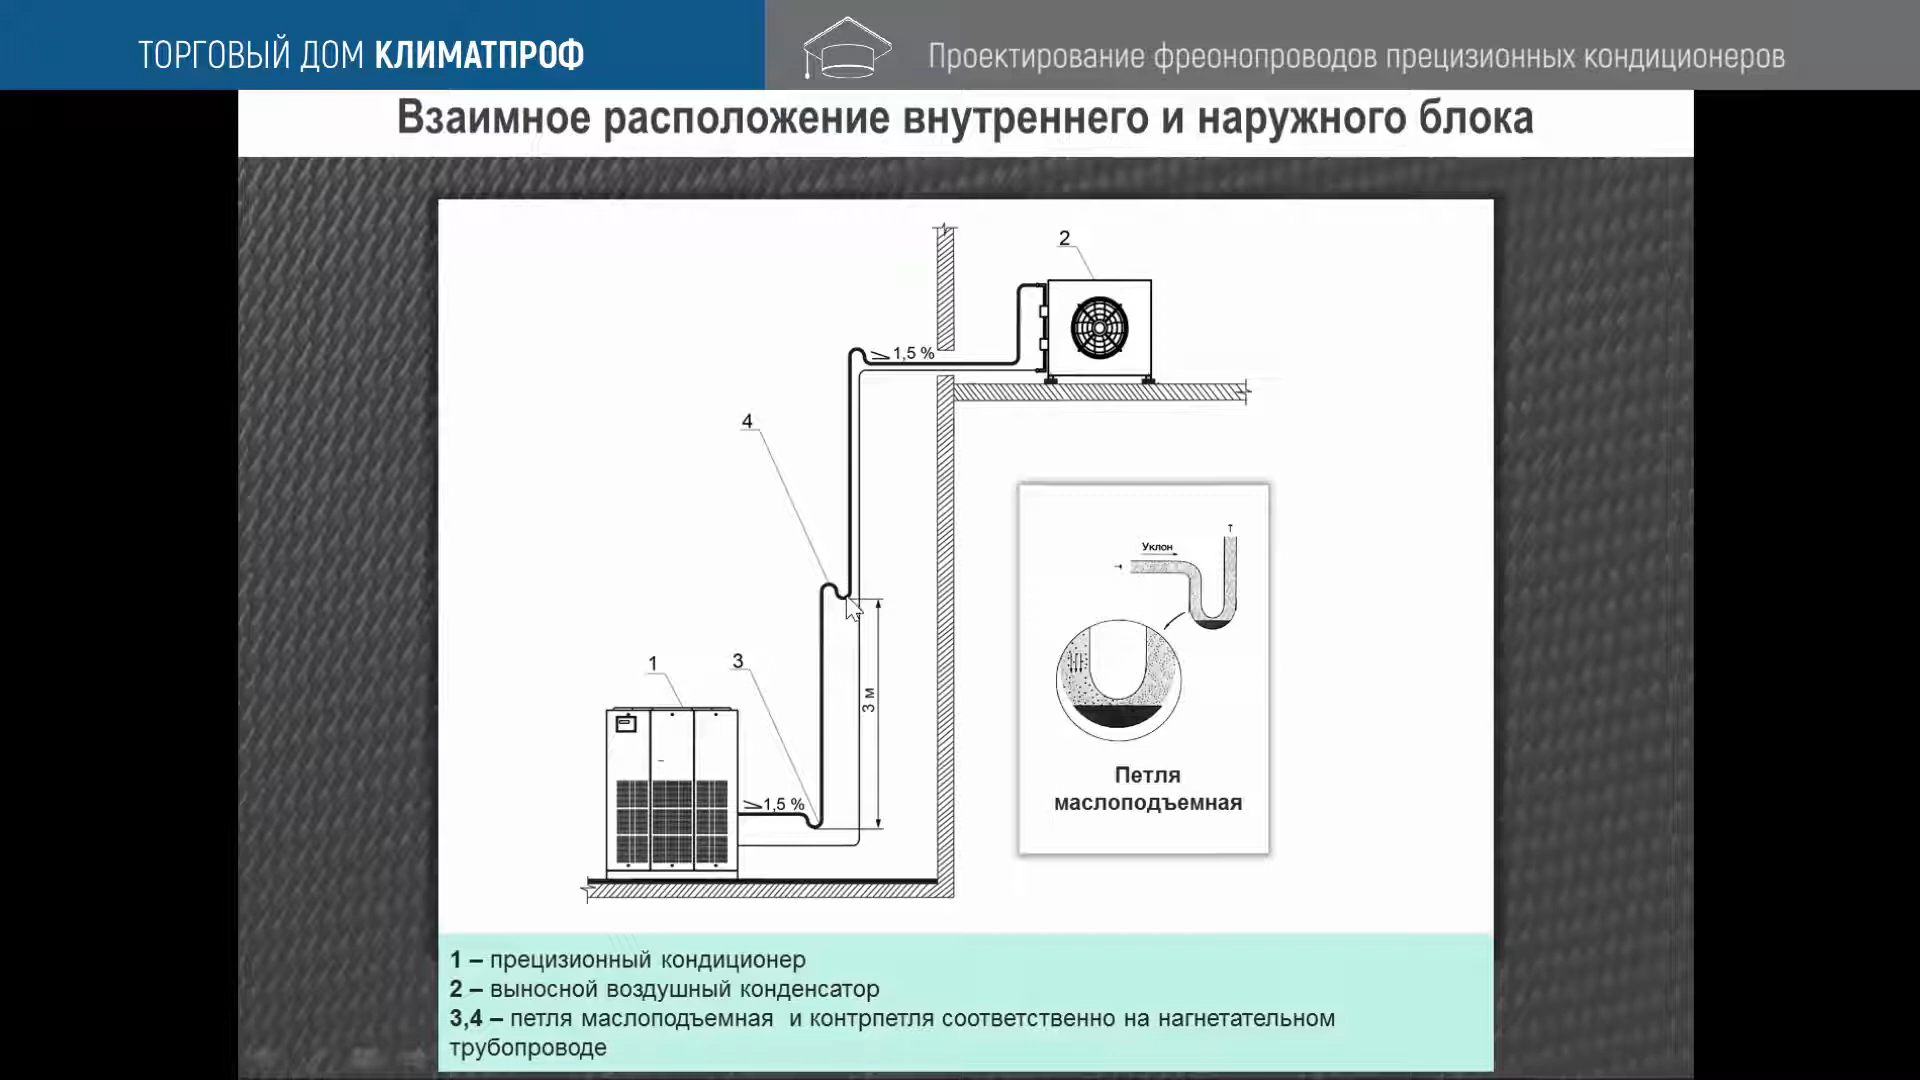 ТОРГОВЫЙ ДОМ КЛИМАТПРОФ
Проектирование фреонопроводов прецизионных кондиционеров
Взаимное расположение внутреннего и наружного блока
2
1,5 %
4
Уклон
1
3
3 м
1,5 %
Петля
маслоподъемная
1 – прецизионный кондиционер
2 – выносной воздушный конденсатор
3,4 – петля маслоподъемная и контрпетля соответственно на нагнетательном
трубопроводе